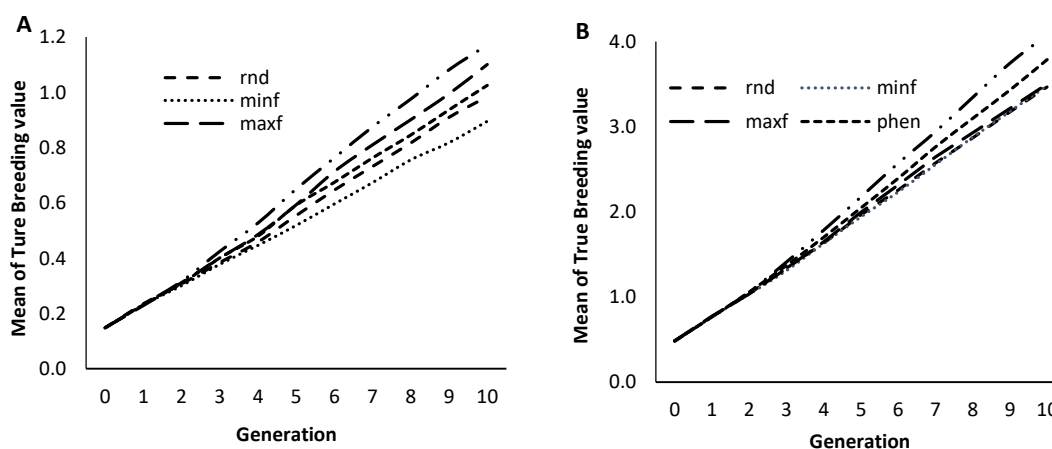 A
Mean of Ture Breeding value
1.2
1.0
0.8
0.6
0.4
0.2
0.0
rnd
minf
maxf
0 1 2 3 4 5 6 7 8 9 10
Generation
B
Mean of True Breeding value
4.0
3.0
2.0
1.0
0.0
rnd minf
maxf phen
0 1 2 3 4 5 6 7 8 9 10
Generation